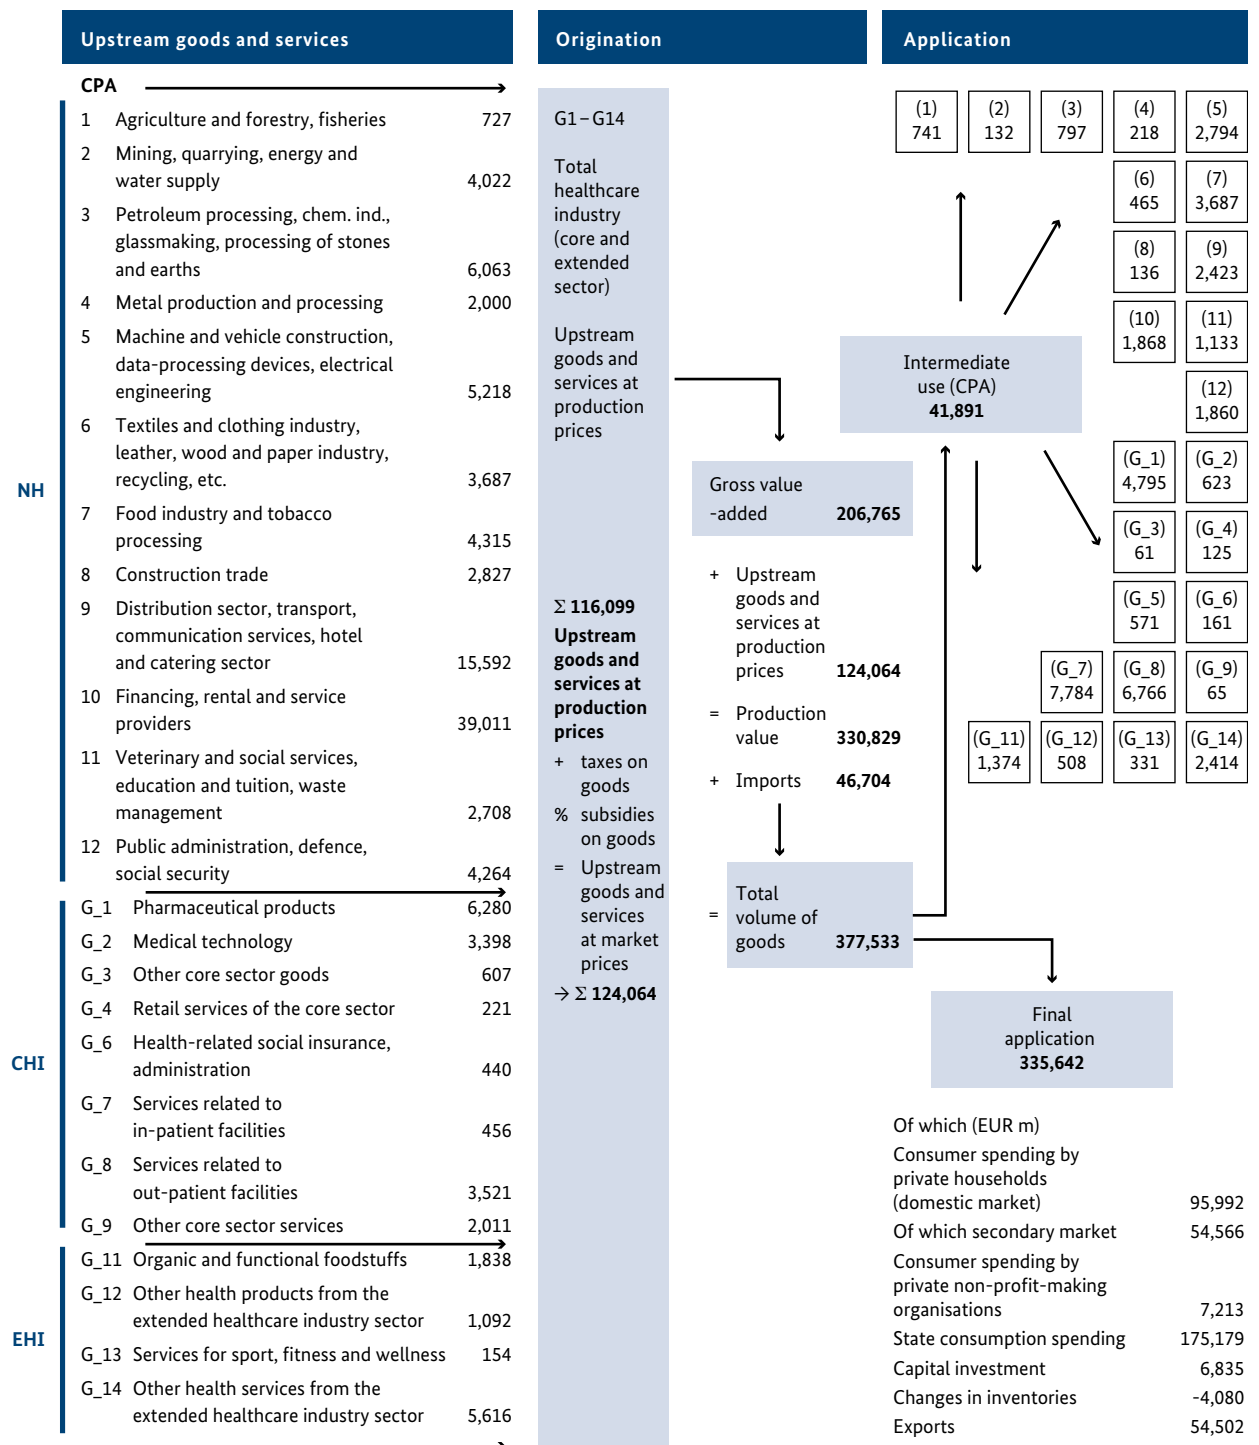 Upstream goods and services
CPA
NH
1 Agriculture and forestry, fisheries 727
2 Mining, quarrying, energy and
water supply 4,022
3 Petroleum processing, chem. ind.,
glassmaking, processing of stones
and earths 6,063
4 Metal production and processing 2,000
5 Machine and vehicle construction,
data-processing devices, electrical
engineering 5,218
6 Textiles and clothing industry,
leather, wood and paper industry,
recycling, etc. 3,687
7 Food industry and tobacco
processing 4,315
8 Construction trade 2,827
9 Distribution sector, transport,
communication services, hotel
and catering sector 15,592
10 Financing, rental and service
providers 39,011
11 Veterinary and social services,
education and tuition, waste
management 2,708
12 Public administration, defence,
social security 4,264
CHI
G_1 Pharmaceutical products 6,280
G_2 Medical technology 3,398
G_3 Other core sector goods 607
G_4 Retail services of the core sector 221
G_6 Health-related social insurance,
administration 440
G_7 Services related to
in-patient facilities 456
G_8 Services related to
out-patient facilities 3,521
G_9 Other core sector services 2,011
EHI
G_11 Organic and functional foodstuffs 1,838
G_12 Other health products from the
extended healthcare industry sector 1,092
G_13 Services for sport, fitness and wellness 154
G_14 Other health services from the
extended healthcare industry sector 5,616
Origination
G1–G14
Total
healthcare
industry
(core and
extended
sector)
Upstream
goods and
services at
production
prices
Σ 116,099
Upstream
goods and
services at
production
prices
+ taxes on
goods
% subsidies
on goods
= Upstream
goods and
services
at market
prices
→ Σ 124,064
Gross value
-added 206,765
+ Upstream
goods and
services at
production
prices 124,064
= Production
value 330,829
+ Imports 46,704
Total
= volume of
goods 377,533
Application
(1) (2) (3) (4) (5)
741 132 797 218 2,794
(6) (7)
465 3,687
(8) (9)
136 2,423
(10) (11)
1,868 1,133
(12)
1,860
Intermediate
use (CPA)
41,891
(G_1) (G_2)
4,795 623
(G_3) (G_4)
61 125
(G_5) (G_6)
571 161
(G_7) (G_8) (G_9)
7,784 6,766 65
(G_11) (G_12) (G_13) (G_14)
1,374 508 331 2,414
Final
application
335,642
Of which (EUR m)
Consumer spending by
private households
(domestic market) 95,992
Of which secondary market 54,566
Consumer spending by
private non-profit-making
organisations 7,213
State consumption spending 175,179
Capital investment 6,835
Changes in inventories -4,080
Exports 54,502